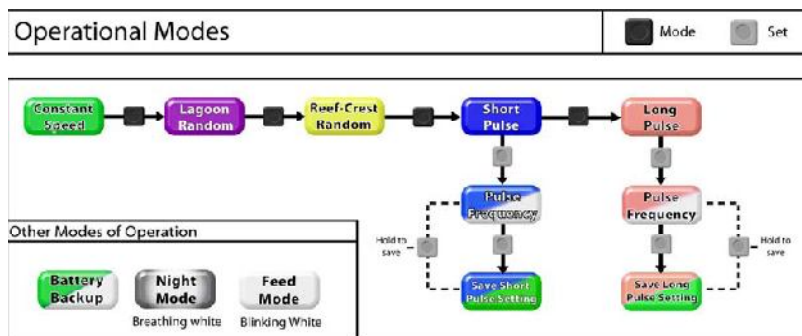 Operational Modes
Mode
Set
Constant
Speed
Lagoon
Random
Reef-Crest
Random
Short
Pulse
Long
Pulse
Pulse
Frequency
Pulse
Frequency
Hold to
save
Hold to
save
Save Short
Pulse Setting
Save Long
Pulse Setting
Other Modes of Operation
Battery
Backup
Night
Mode
Feed
Mode
Breathing white
Blinking White